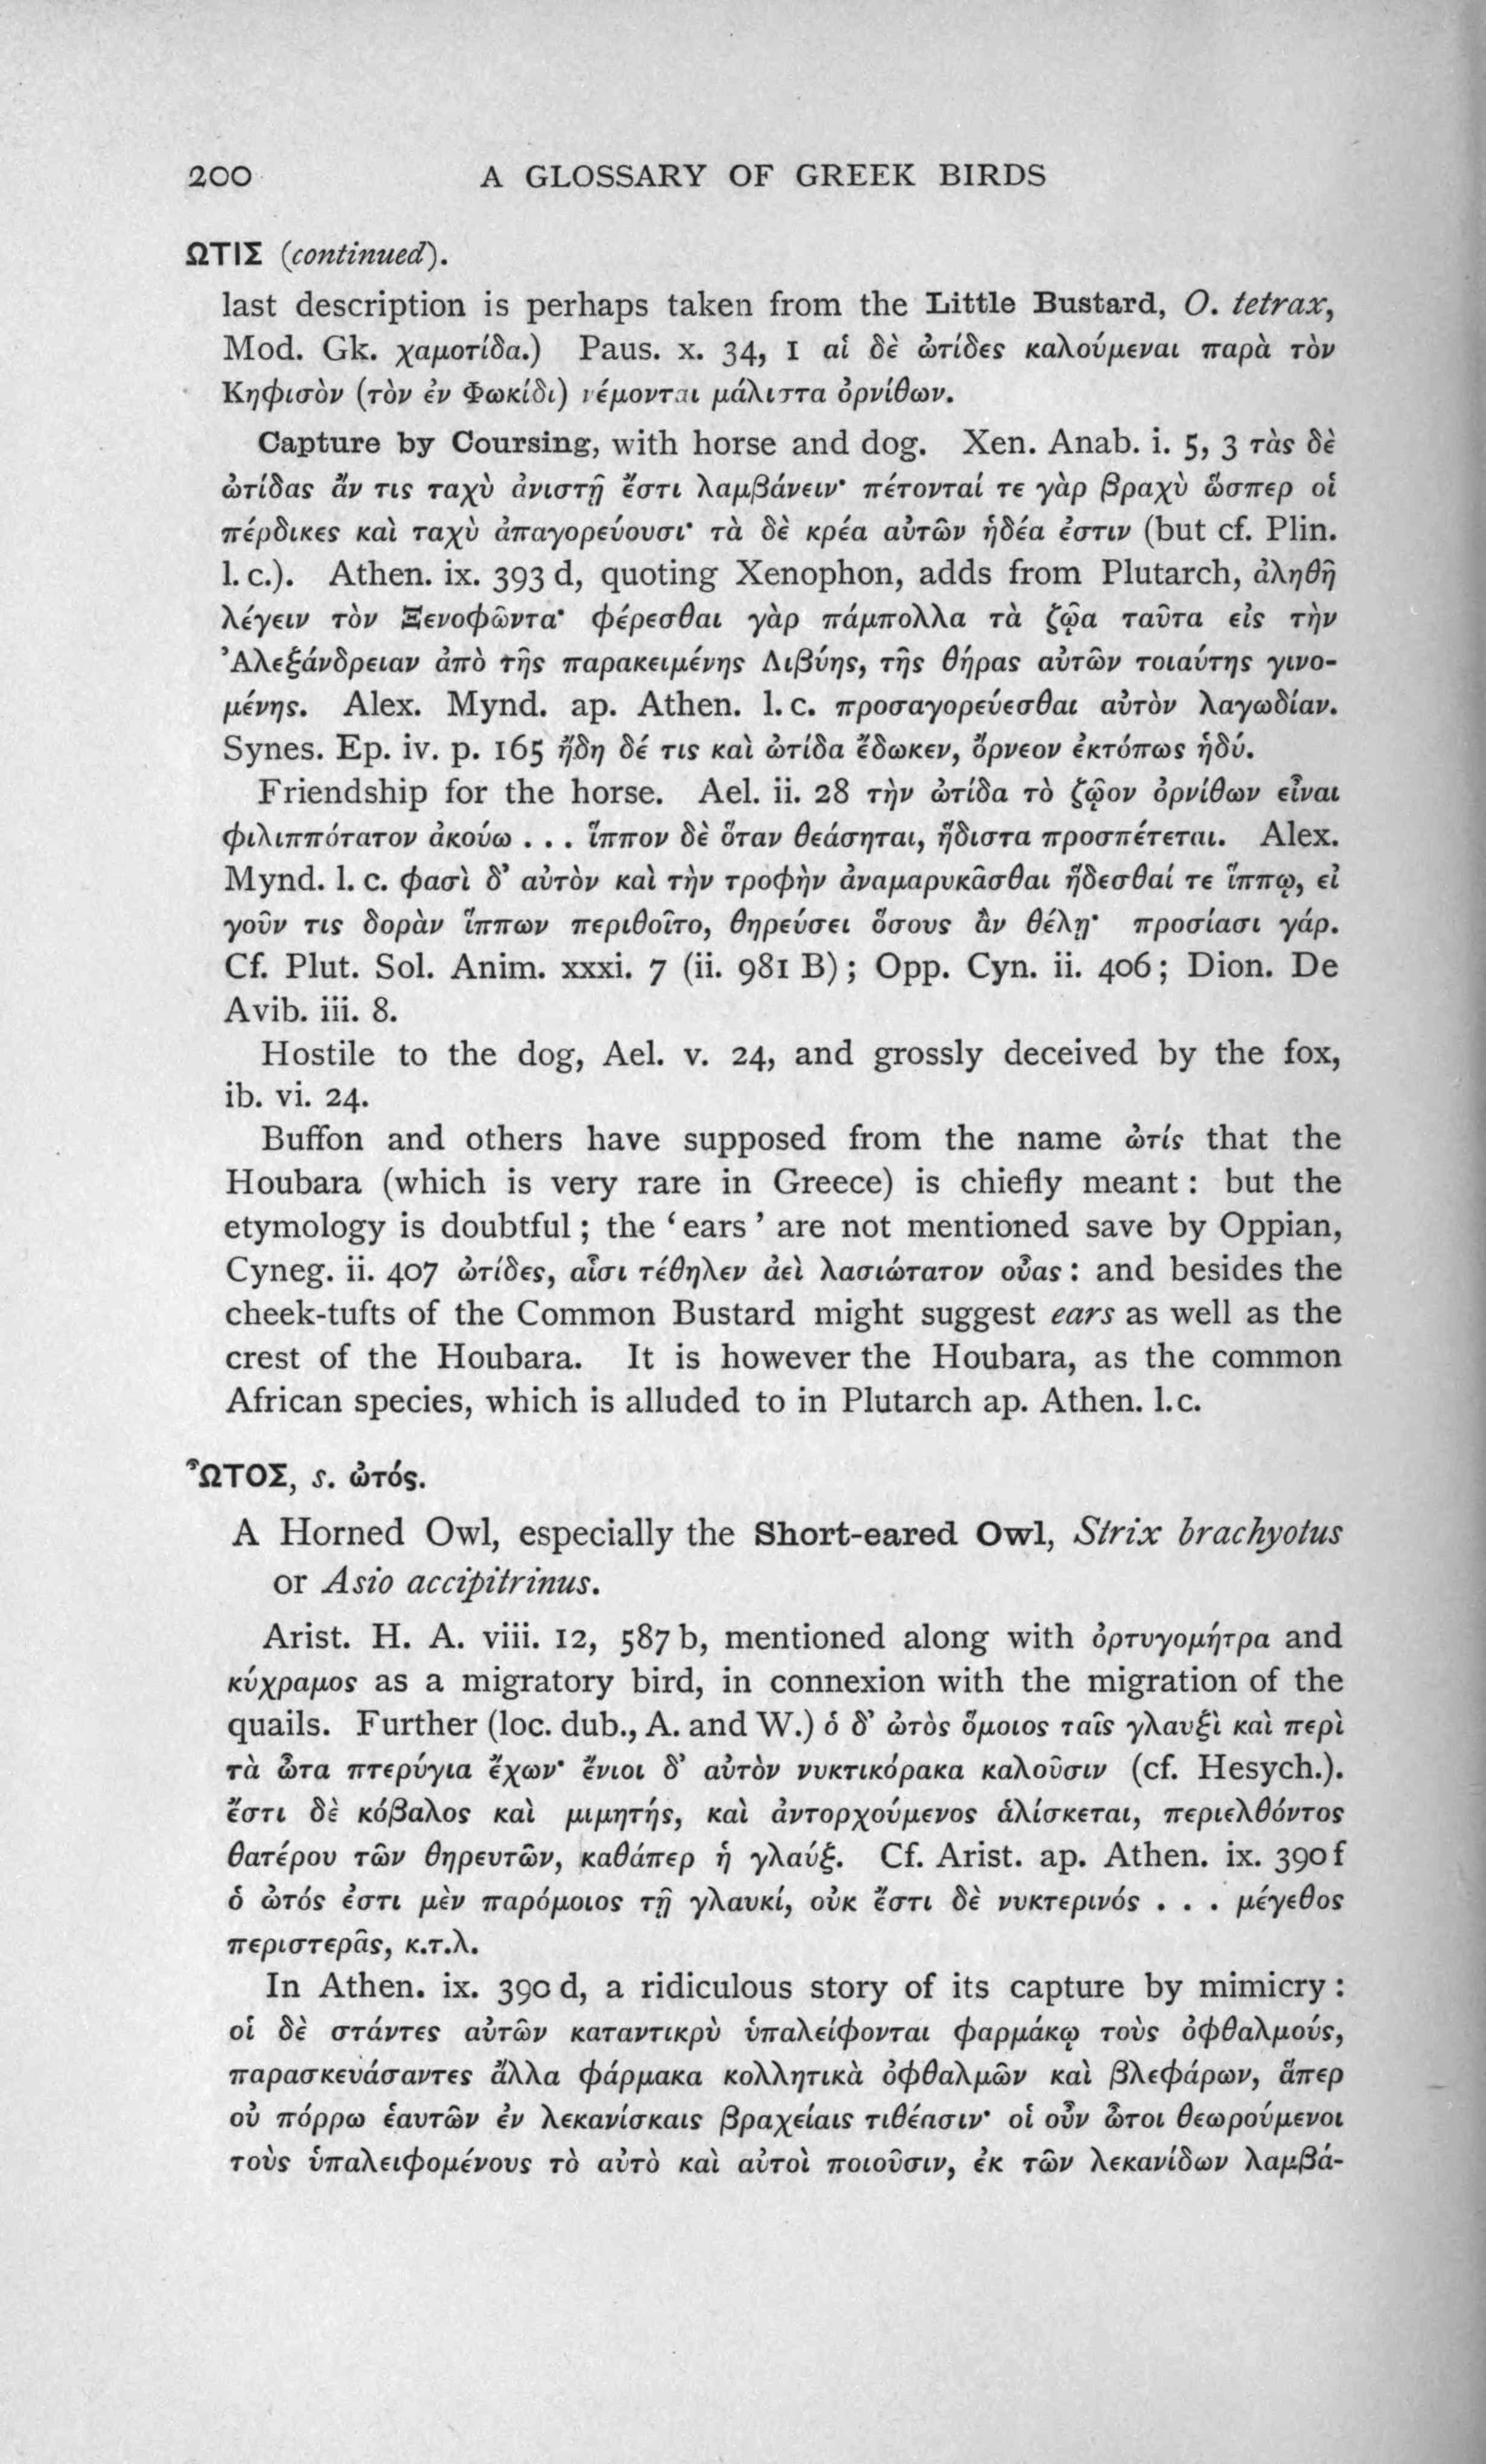 200 A GLOSSARY OF GREEK BIRDS
ΩΤΙΣ (continued).
last description is perhaps taken from the Little Bustard, O. tetrax,
Mod. Gk. χαμοτίδα.) Paus. x. 34, 1 αἱ δὲ ὠτίδες καλούμεναι παρὰ τὸν
Κηφισὸν (τὸν ἐν Φωκίδι) νέμονται μάλιστα ὀρνίθων.
Capture by Coursing, with horse and dog. Xen. Anab. i. 5, 3 τὰς δὲ
ὠτίδας ἄν τις ταχὺ ἀνιστῇ ἔστι λαμβάνειν· πέτονταί τε γὰρ βραχὺ ὥσπερ οἱ
πέρδικες καὶ ταχὺ ἀπαγορεύουσι· τὰ δὲ κρέα αὐτῶν ἡδέα ἐστιν (but cf. Plin.
l. c.). Athen. ix. 393 d, quoting Xenophon, adds from Plutarch, ἀληθῆ
λέγειν τὸν Ξενοφῶντα· φέρεσθαι γὰρ πάμπολλα τὰ ζῷα ταῦτα εἰς τὴν
Ἀλεξάνδρειαν ἀπὸ τῆς παρακειμένης Λιβύης, τῆς θήρας αὐτῶν τοιαύτης γινο-
μένης. Alex. Mynd. ap. Athen. l. c. προσαγορεύεσθαι αὐτὸν λαγωδίαν.
Synes. Ep. iv. p. 165 ἤδη δέ τις καὶ ὠτίδα ἔδωκεν, ὄρνεον ἐκτόπως ἡδύ.
Friendship for the horse. Ael. ii. 28 τὴν ὠτίδα τὸ ζῷον ὀρνίθων εἶναι
φιλιππότατον ἀκούω . . . ἵππον δὲ ὅταν θεάσηται, ἥδιστα προσπέτεται. Alex.
Mynd. l. c. φασὶ δ’ αὐτὸν καὶ τὴν τροφὴν ἀναμαρυκᾶσθαι ἥδεσθαί τε ἵππῳ, εἰ
γοῦν τις δορὰν ἵππων περιθοῖτο, θηρεύσει ὅσους ἂν θέλῃ· προσίασι γάρ.
Cf. Plut. Sol. Anim. xxxi. 7 (ii. 981 B); Opp. Cyn. ii. 406; Dion. De
Avib. iii. 8.
Hostile to the dog, Ael. v. 24, and grossly deceived by the fox,
ib. vi. 24.
Buffon and others have supposed from the name ὠτίς that the
Houbara (which is very rare in Greece) is chiefly meant: but the
etymology is doubtful; the ‘ears’ are not mentioned save by Oppian,
Cyneg. ii. 407 ὠτίδες, αἷσι τέθηλεν ἀεὶ λασιώτατον οὖας: and besides the
cheek-tufts of the Common Bustard might suggest ears as well as the
crest of the Houbara. It is however the Houbara, as the common
African species, which is alluded to in Plutarch ap. Athen. l. c.
ὮΤΟΣ, s. ὠτός.
A Horned Owl, especially the Short-eared Owl, Strix brachyotus
or Asio accipitrinus.
Arist. H. A. viii. 12, 587 b, mentioned along with ὀρτυγομήτρα and
κύχραμος as a migratory bird, in connexion with the migration of the
quails. Further (loc. dub., A. and W.) ὁ δ’ ὠτὸς ὅμοιος ταῖς γλαυξὶ καὶ περὶ
τὰ ὦτα πτερύγια ἔχων· ἔνιοι δ’ αὐτὸν νυκτικόρακα καλοῦσιν (cf. Hesych.).
ἔστι δὲ κόβαλος καὶ μιμητής, καὶ ἀντορχούμενος ἁλίσκεται, περιελθόντος
θατέρου τῶν θηρευτῶν, καθάπερ ἡ γλαύξ. Cf. Arist. ap. Athen. ix. 390 f
ὁ ὠτός ἐστι μὲν παρόμοιος τῇ γλαυκί, οὐκ ἔστι δὲ νυκτερινός . . . μέγεθος
περιστερᾶς, κ.τ.λ.
In Athen. ix. 390 d, a ridiculous story of its capture by mimicry:
οἱ δὲ στάντες αὐτῶν καταντικρὺ ὑπαλείφονται φαρμάκῳ τοὺς ὀφθαλμούς,
παρασκευάσαντες ἄλλα φάρμακα κολλητικὰ ὀφθαλμῶν καὶ βλεφάρων, ἅπερ
οὐ πόρρω ἑαυτῶν ἐν λεκανίσκαις βραχείαις τιθέασιν· οἱ οὖν ὦτοι θεωρούμενοι
τοὺς ὑπαλειφομένους τὸ αὐτὸ καὶ αὐτοὶ ποιοῦσιν, ἐκ τῶν λεκανίδων λαμβά-